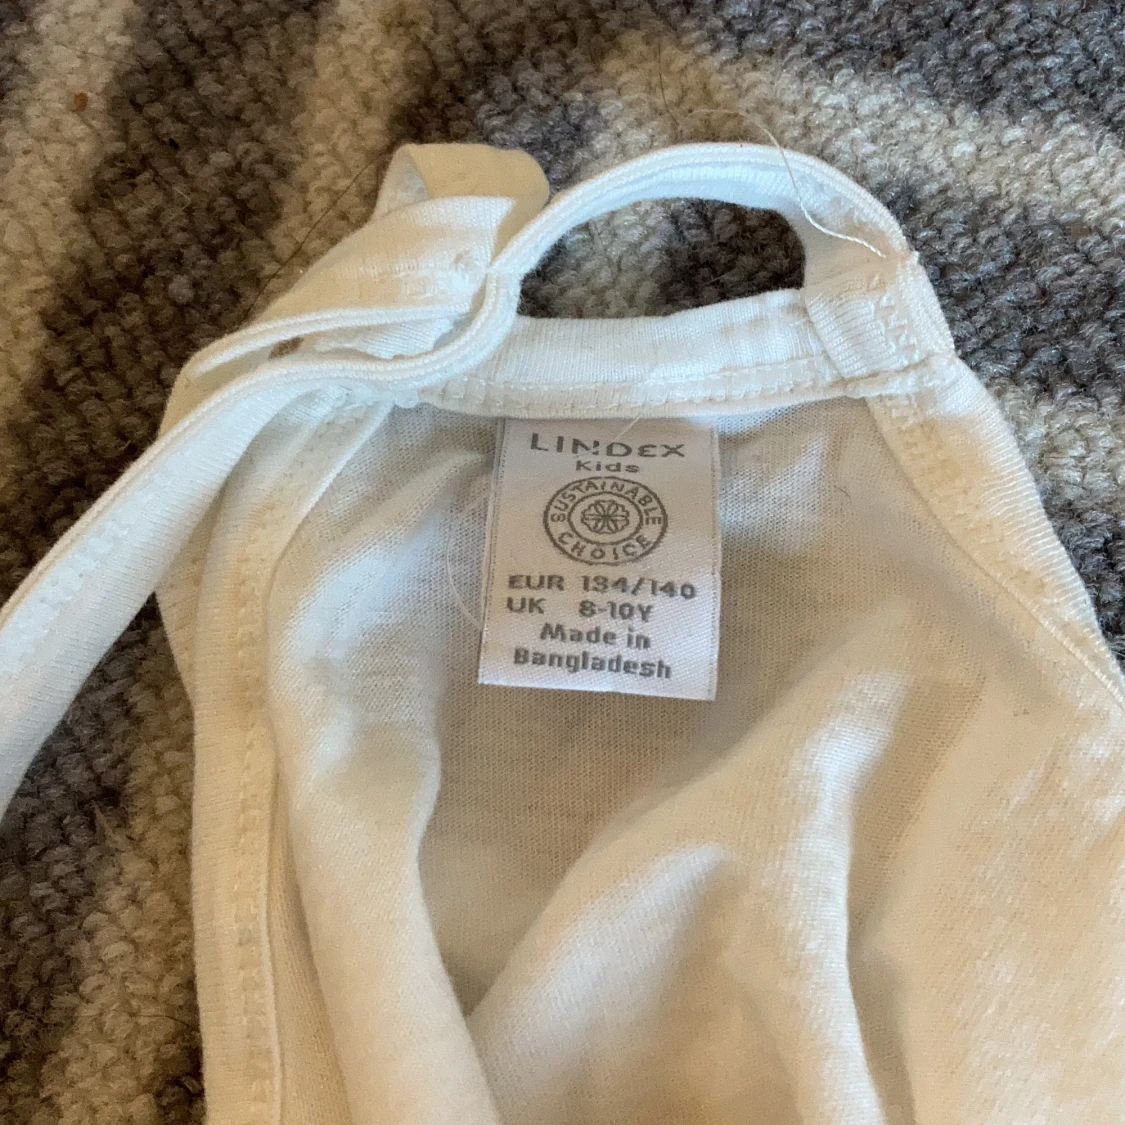 LINDEX
Kids
SUSTAINABLE
CHOICE
EUR 134/140
UK 8-10Y
Made in
Bangladesh